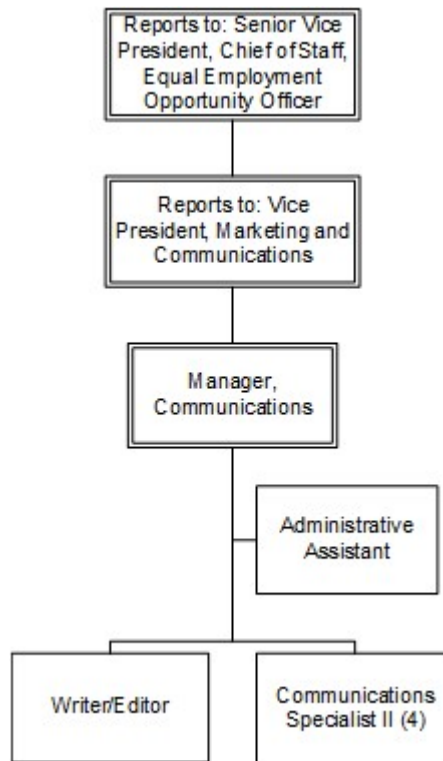 Reports to: Senior Vice
President, Chief of Staff,
Equal Employment
Opportunity Officer
Reports to: Vice
President, Marketing and
Communications
Manager,
Communications
Administrative
Assistant
Writer/Editor
Communications
Specialist II (4)